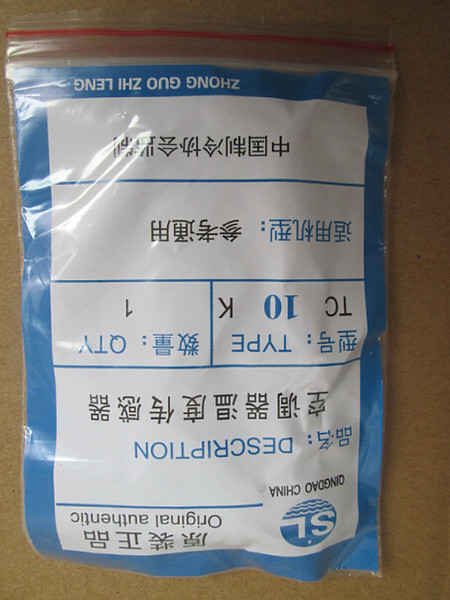 SL
QINGDAO CHINA
原装正品
Original authentic
品名: DESCRIPTION
空调器温度传感器
型号: TYPE
TC 10 K
数量: QTY
1
适用机型: 参考通用
中国制冷协会监制
ZHONG GUO ZHI LENG